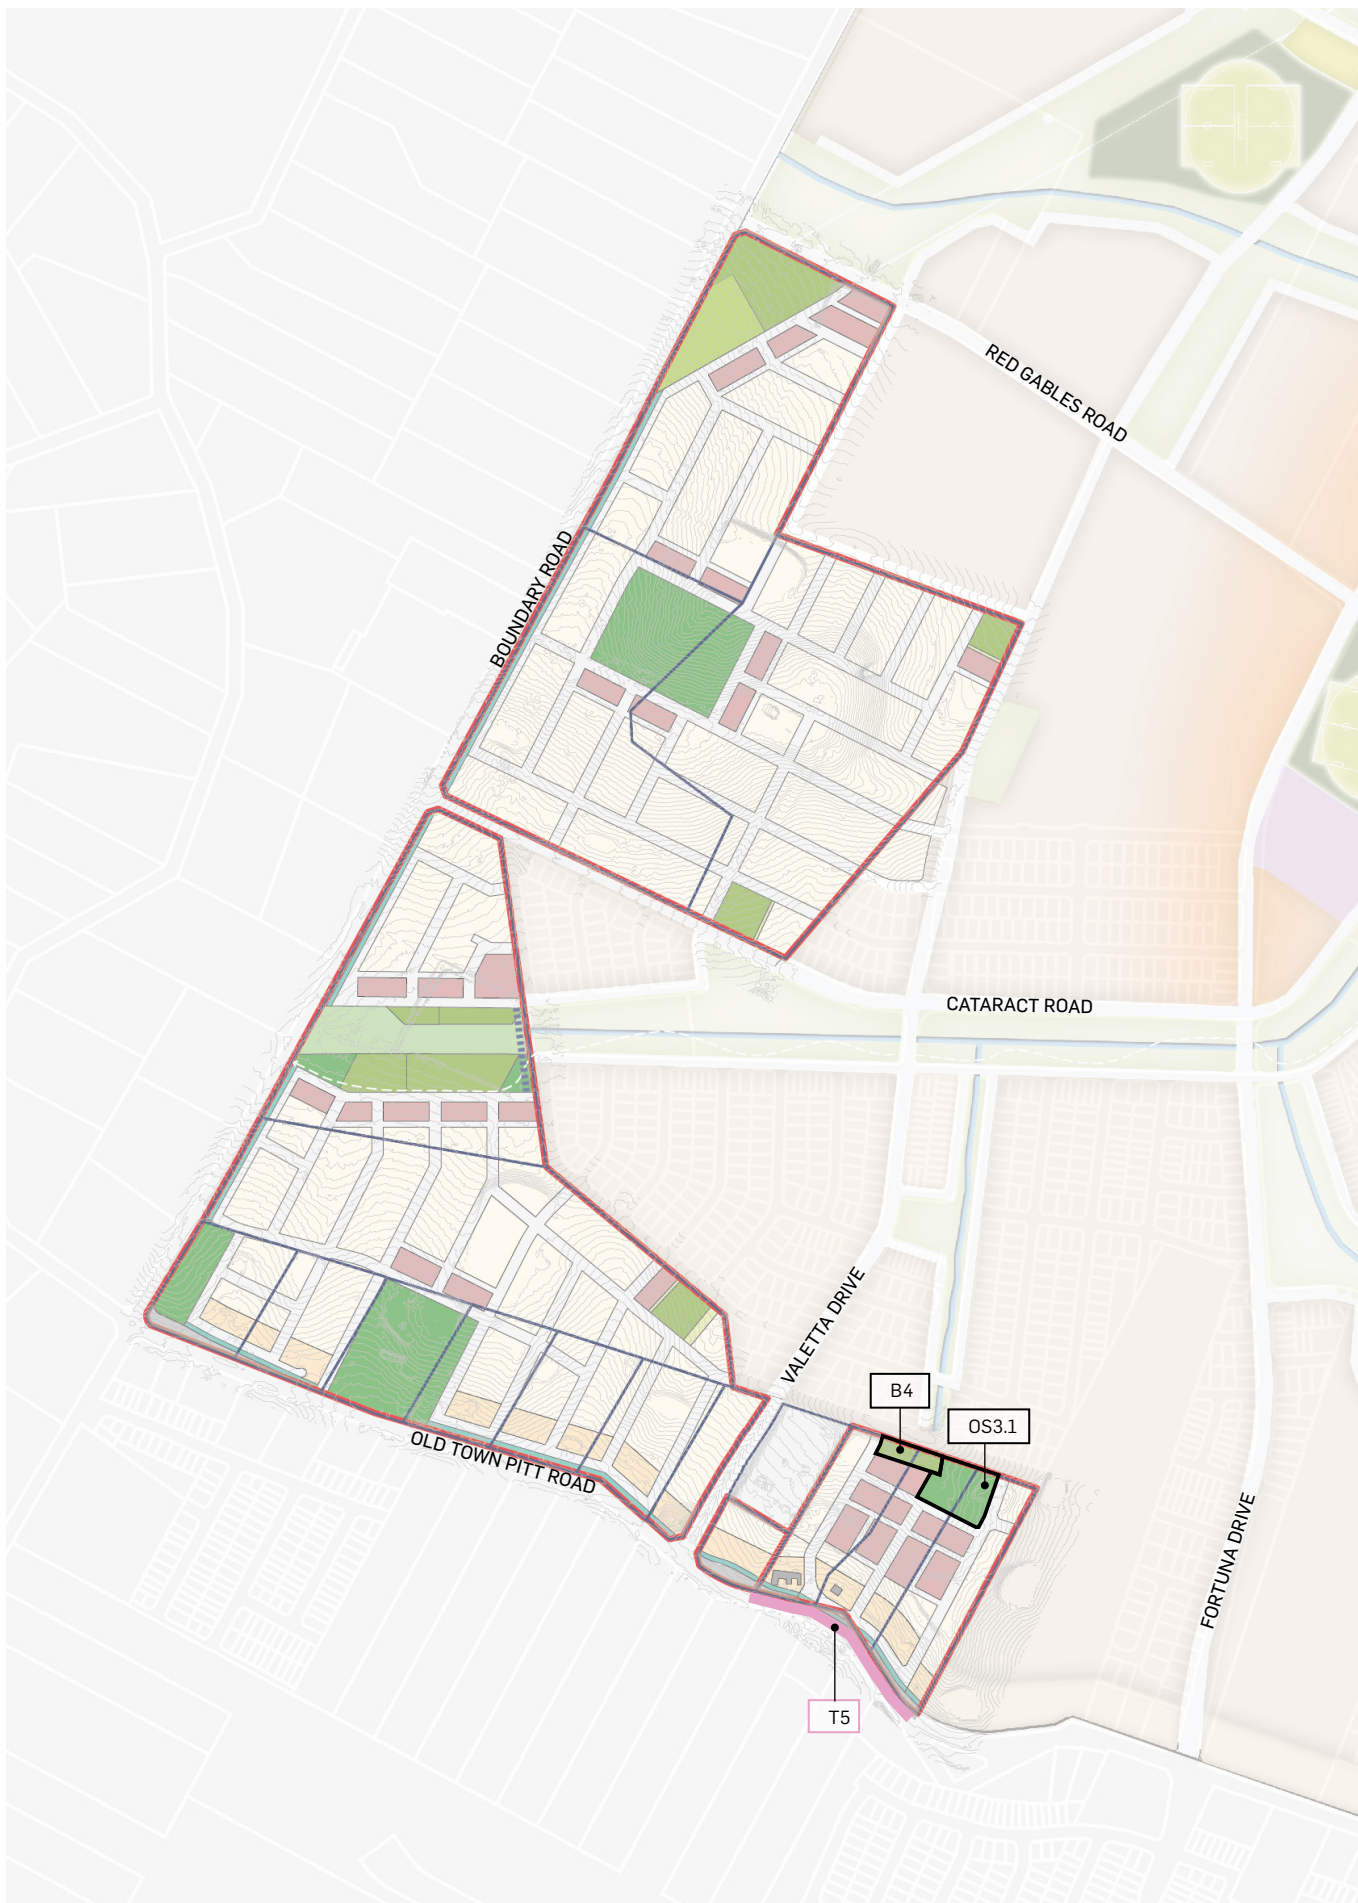 RED GABLES ROAD
BOUNDARY ROAD
CATARACT ROAD
VALETTA DRIVE
B4
OS3.1
OLD TOWN PITT ROAD
FORTUNA DRIVE
T5